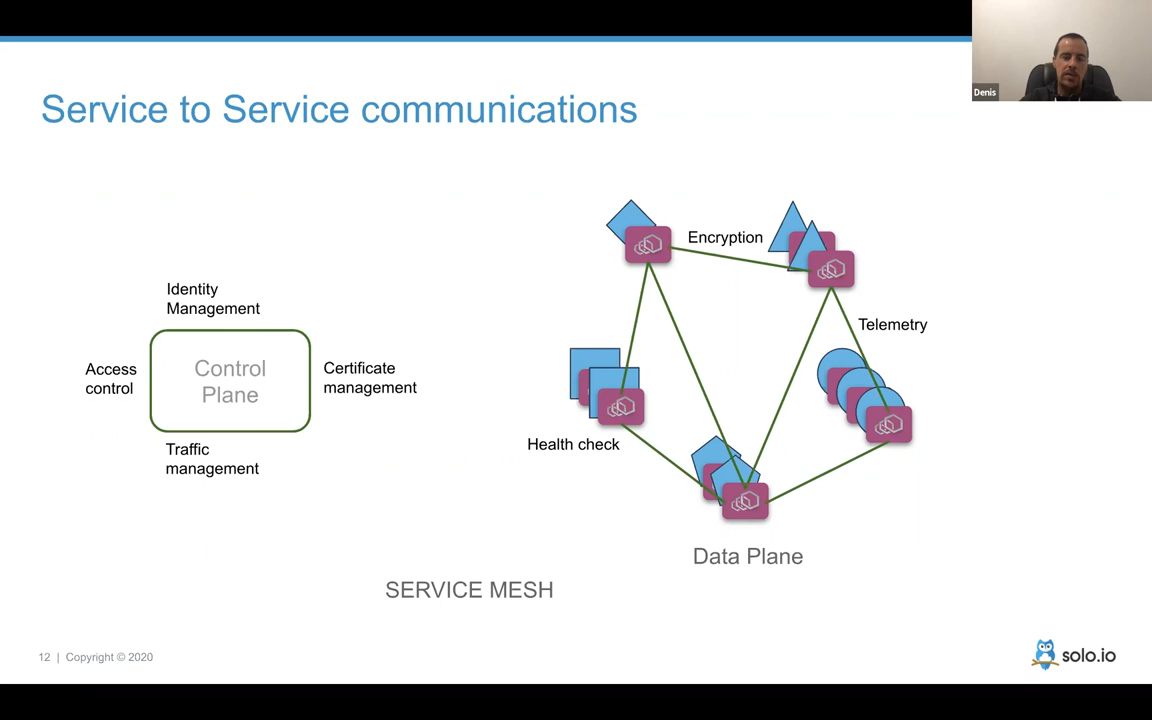 Denis
Service to Service communications
Encryption
Identity
Management
Telemetry
Access
control
Control
Plane
Certificate
management
Health check
Traffic
management
Data Plane
SERVICE MESH
12 | Copyright © 2020
solo.io